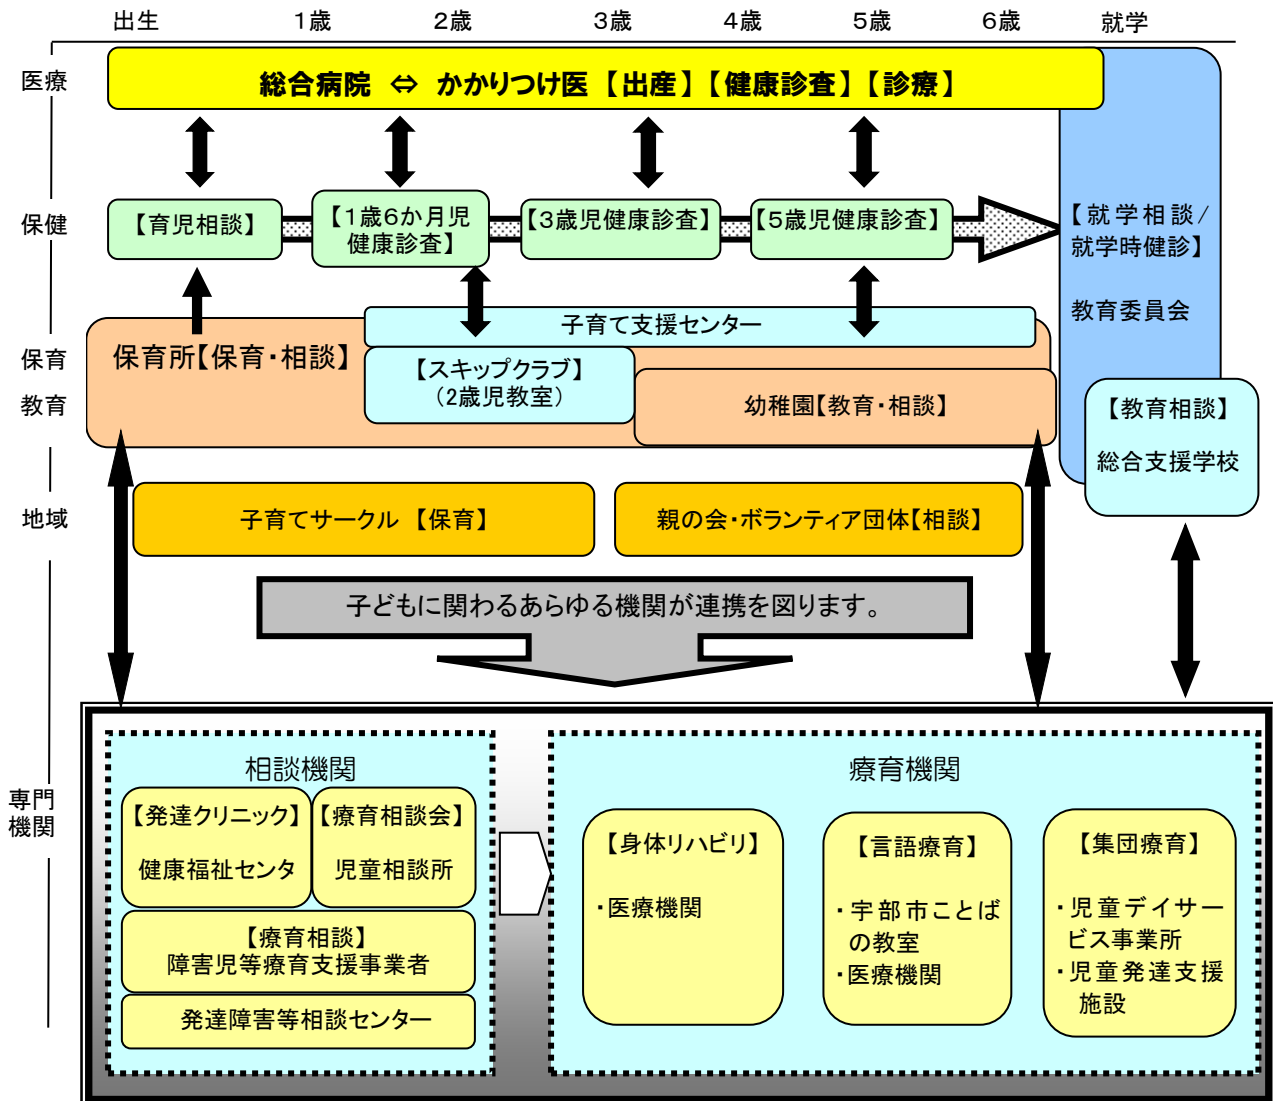 出生 1歳 2歳 3歳 4歳 5歳 6歳 就学
医療
総合病院 ⇔ かかりつけ医 【出産】【健康診査】【診療】
保健
【育児相談】
【1歳6か月児
健康診査】
【3歳児健康診査】
【5歳児健康診査】
【就学相談/
就学時健診】
教育委員会
子育て支援センター
保育
教育
保育所【保育・相談】
【スキップクラブ】
(2歳児教室)
幼稚園【教育・相談】
【教育相談】
総合支援学校
地域
子育てサークル 【保育】
親の会・ボランティア団体【相談】
子どもに関わるあらゆる機関が連携を図ります。
専門
機関
相談機関
【発達クリニック】
健康福祉センタ
【療育相談会】
児童相談所
【療育相談】
障害児等療育支援事業者
発達障害等相談センター
療育機関
【身体リハビリ】
・医療機関
【言語療育】
・宇部市ことば
の教室
・医療機関
【集団療育】
・児童デイサー
ビス事業所
・児童発達支援
施設